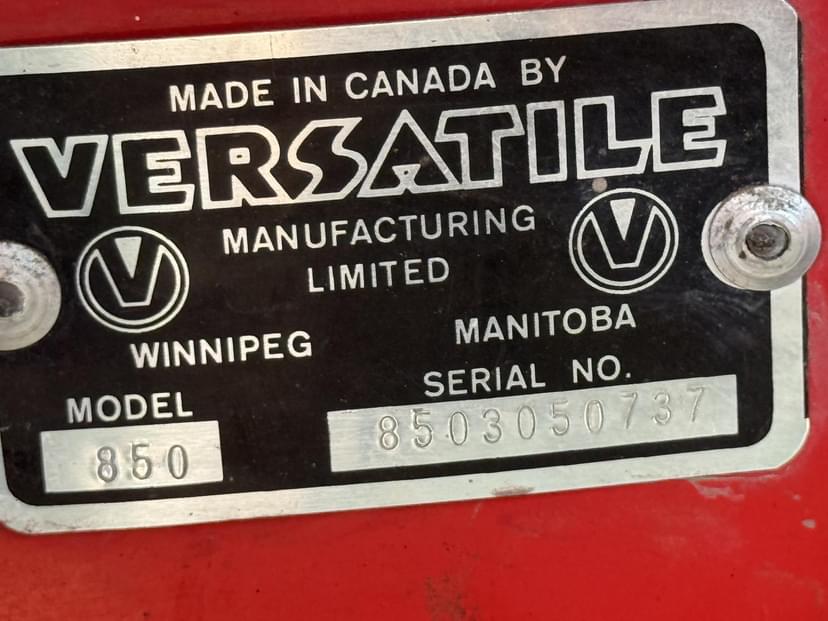 MADE IN CANADA BY
VERSATILE
MANUFACTURING
LIMITED
V
V
WINNIPEG
MANITOBA
MODEL
SERIAL NO.
850
8503050737